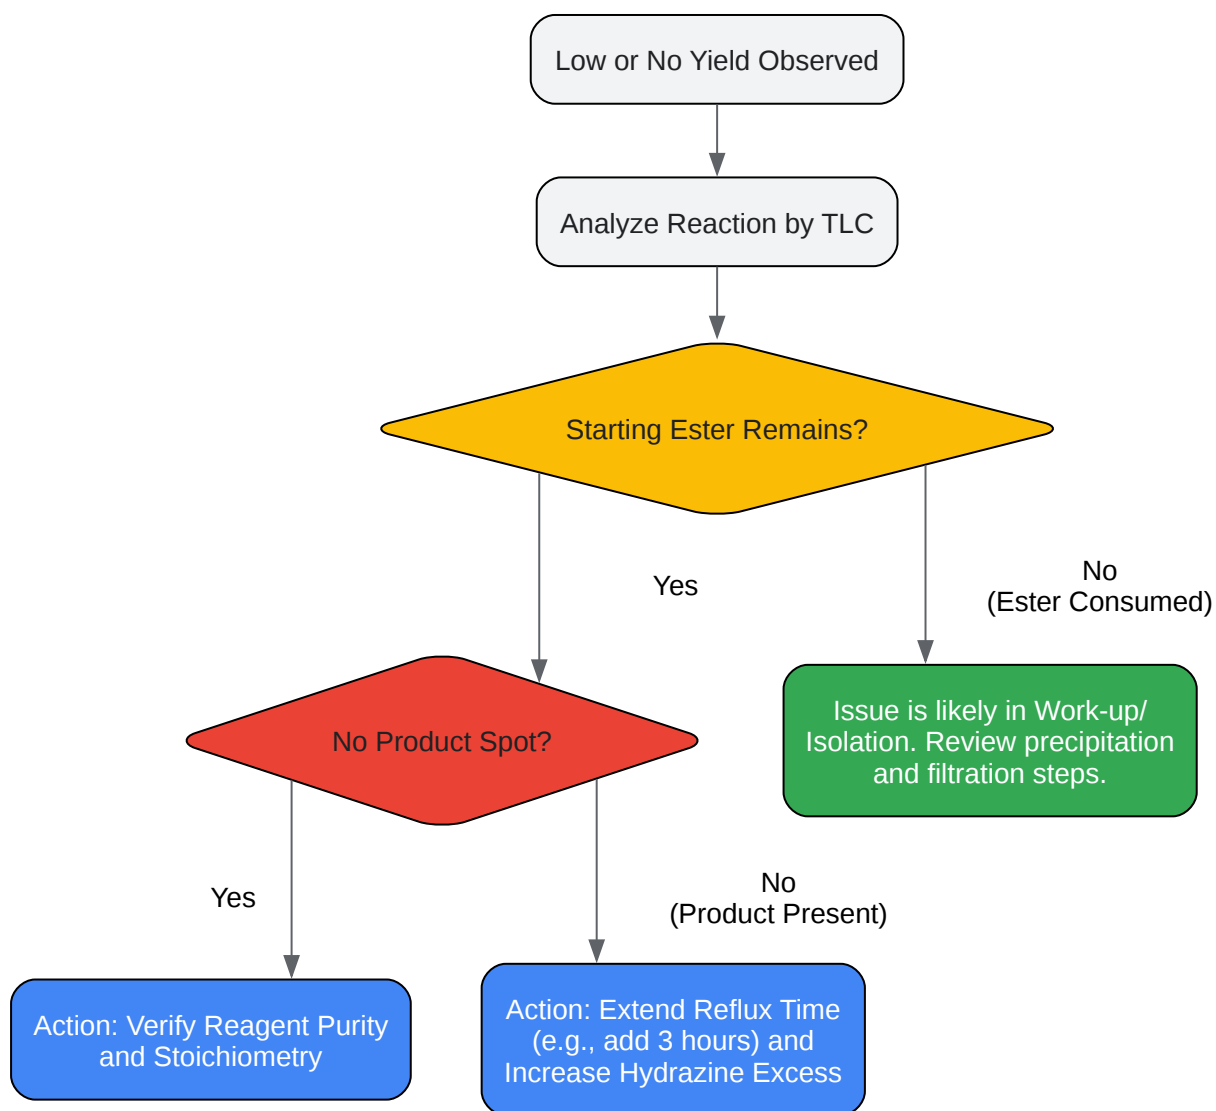 Low or No Yield Observed
Analyze Reaction by TLC
Starting Ester Remains?
Yes
No
(Ester Consumed)
No Product Spot?
Issue is likely in Work-up/
Isolation. Review precipitation
and filtration steps.
Yes
No
(Product Present)
Action: Verify Reagent Purity
and Stoichiometry
Action: Extend Reflux Time
(e.g., add 3 hours) and
Increase Hydrazine Excess